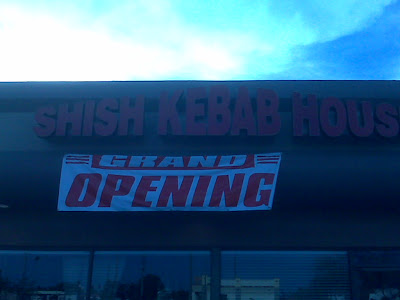 SHISH KEBAB HOUS
GRAND
OPENING